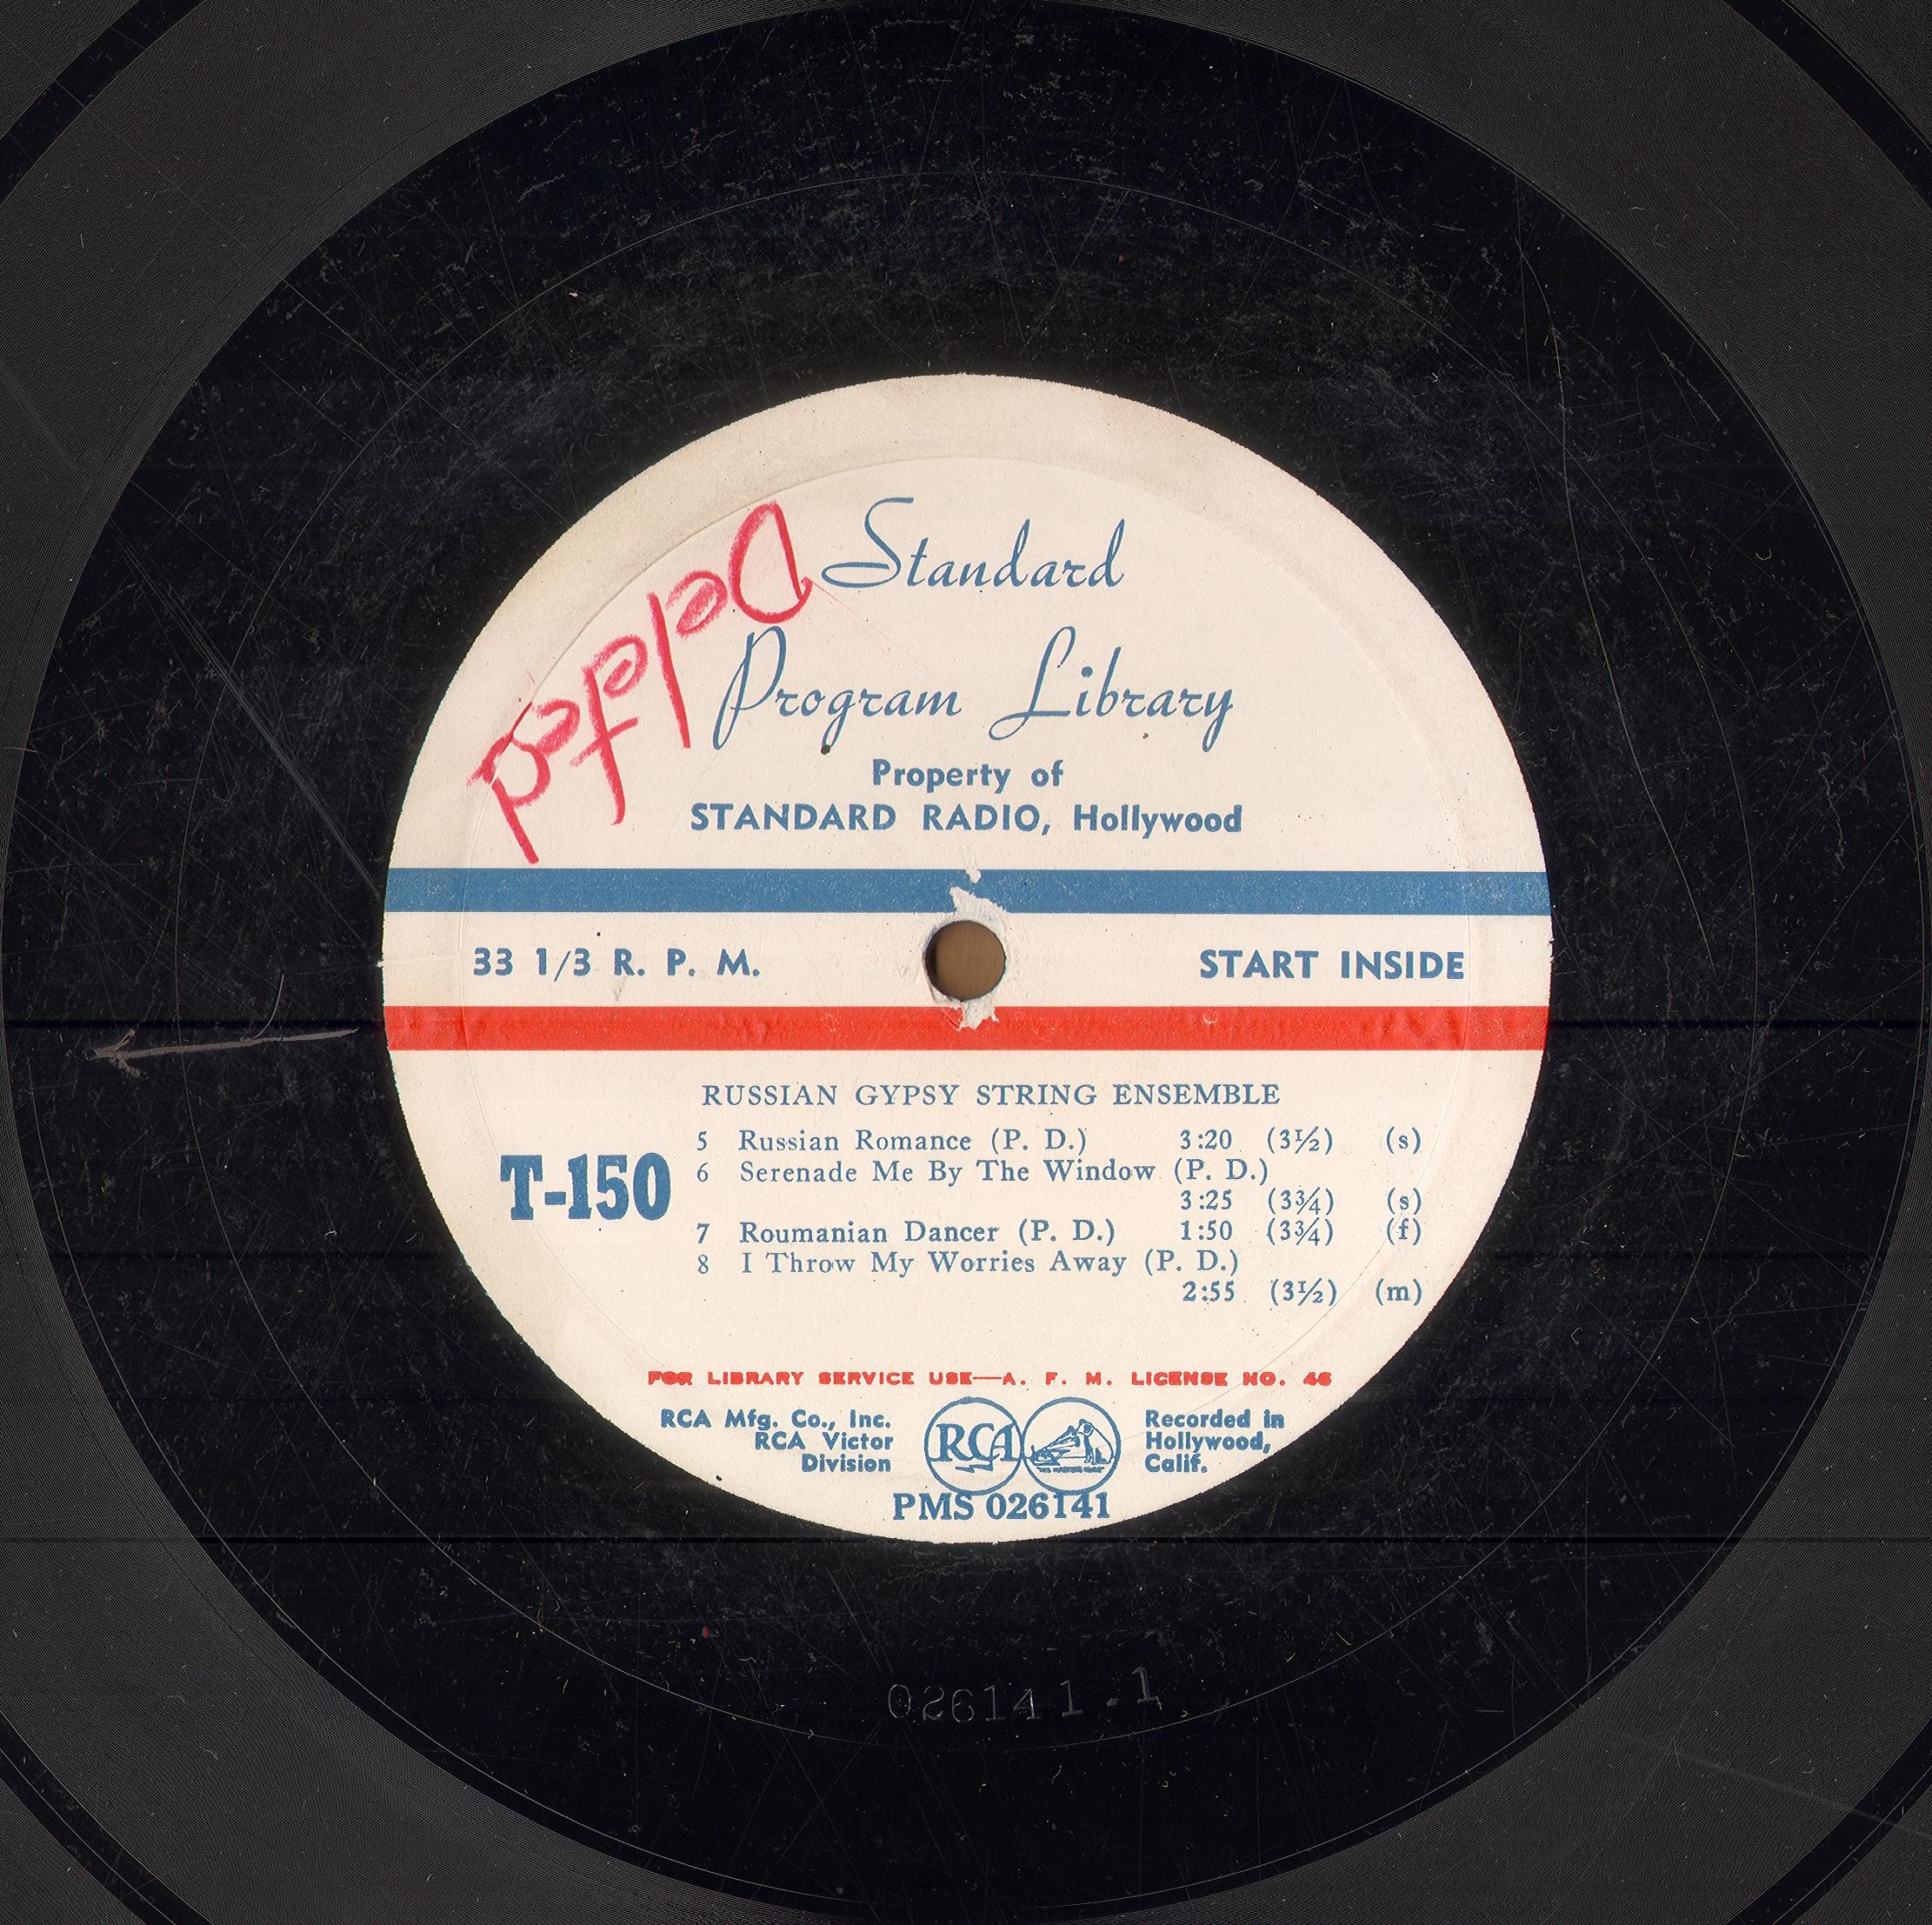 Deleted
Standard
Program Library
Property of
STANDARD RADIO, Hollywood
33 1/3 R. P. M.
START INSIDE
RUSSIAN GYPSY STRING ENSEMBLE
T-150
5 Russian Romance (P. D.) 3:20 (3½) (s)
6 Serenade Me By The Window (P. D.)
3:25 (3¾) (s)
7 Roumanian Dancer (P. D.) 1:50 (3¾) (f)
8 I Throw My Worries Away (P. D.)
2:55 (3½) (m)
FOR LIBRARY SERVICE USE—A. F. M. LICENSE NO. 46
RCA Mfg. Co., Inc.
RCA Victor
Division
RCA
Recorded in
Hollywood,
Calif.
PMS 026141
026141-1